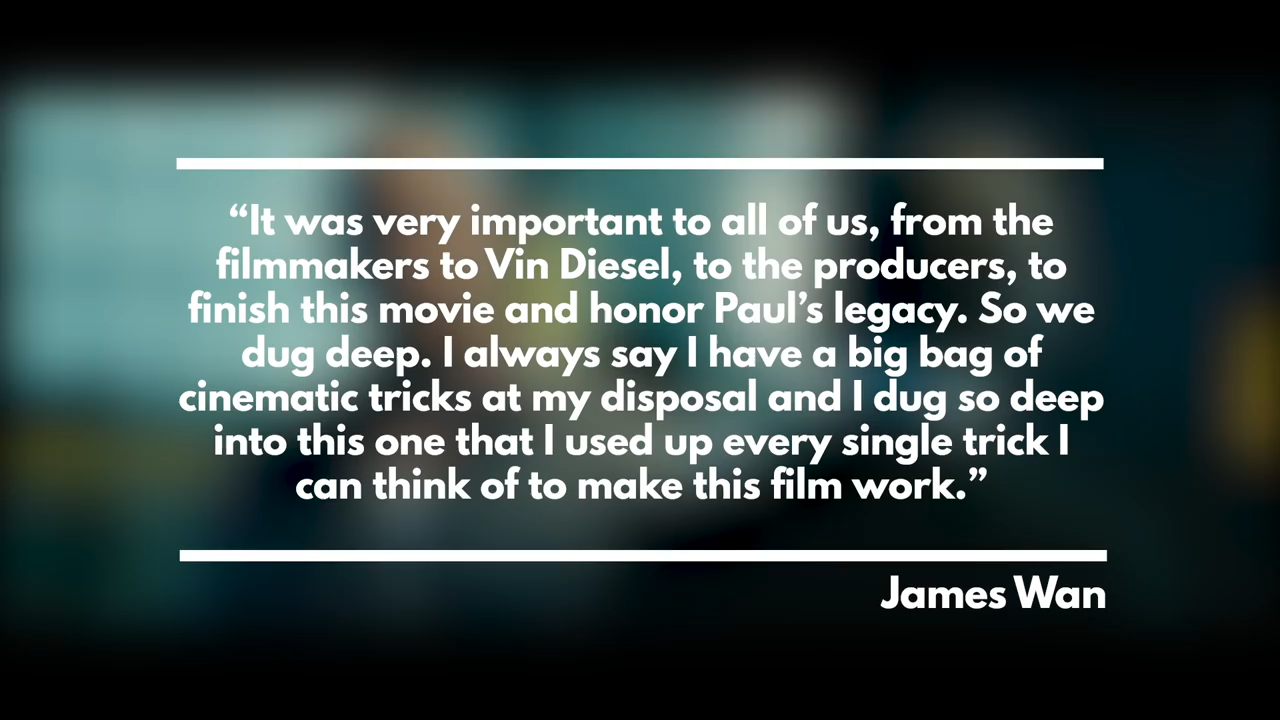 “It was very important to all of us, from the
filmmakers to Vin Diesel, to the producers, to
finish this movie and honor Paul’s legacy. So we
dug deep. I always say I have a big bag of
cinematic tricks at my disposal and I dug so deep
into this one that I used up every single trick I
can think of to make this film work.”
James Wan